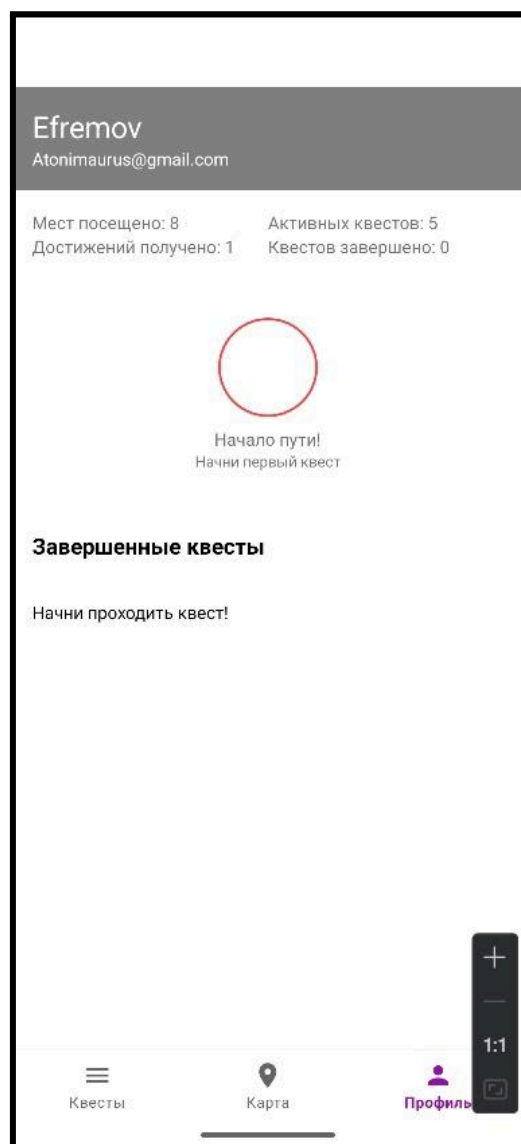 Efremov
Atonimaurus@gmail.com
Мест посещено: 8
Активных квестов: 5
Достижений получено: 1
Квестов завершено: 0
Начало пути!
Начни первый квест
Завершенные квесты
Начни проходить квест!
1:1
Квесты
Карта
Профиль